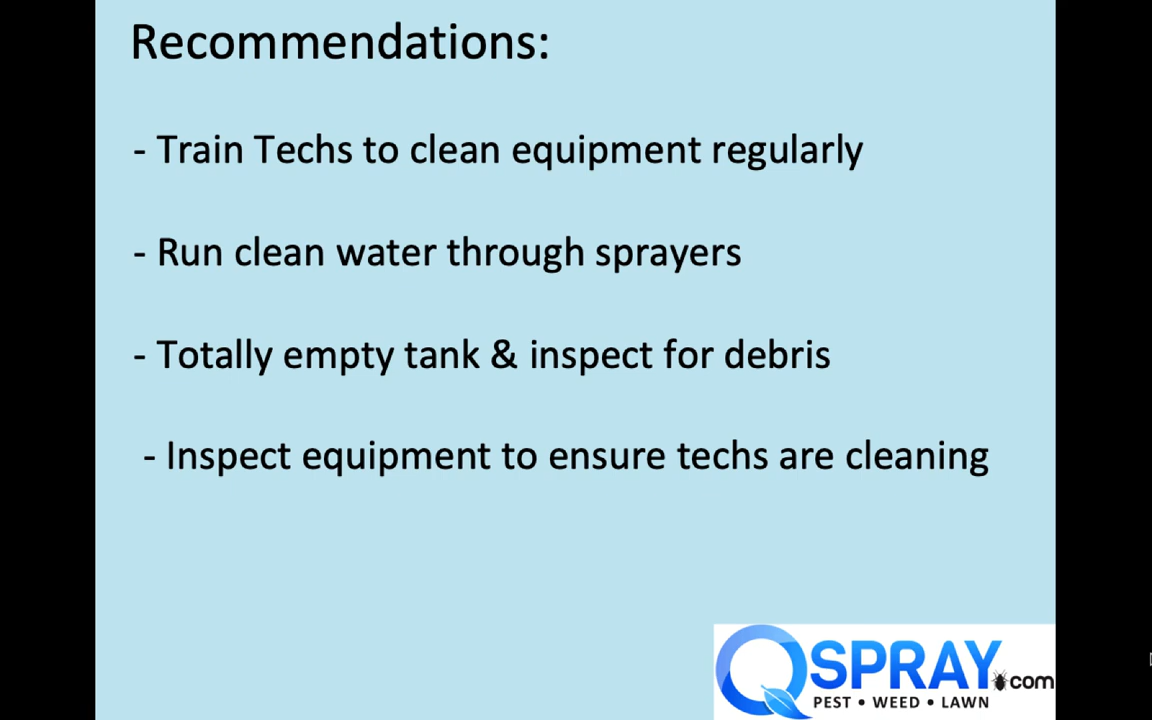 Recommendations:
- Train Techs to clean equipment regularly
- Run clean water through sprayers
- Totally empty tank & inspect for debris
- Inspect equipment to ensure techs are cleaning
QSPRAY.com
PEST • WEED • LAWN